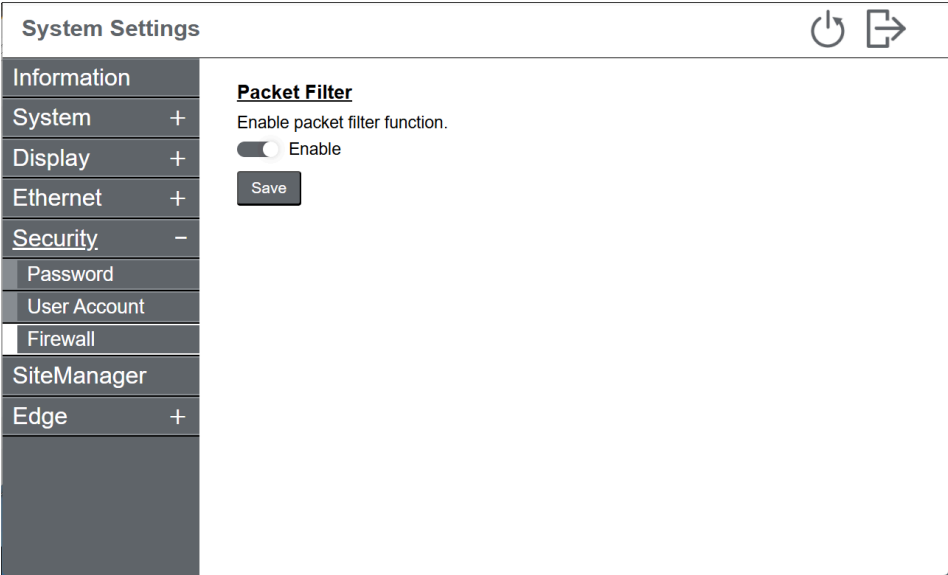 System Settings
Information
System +
Display +
Ethernet +
Security −
Password
User Account
Firewall
SiteManager
Edge +
Packet Filter
Enable packet filter function.
Enable
Save